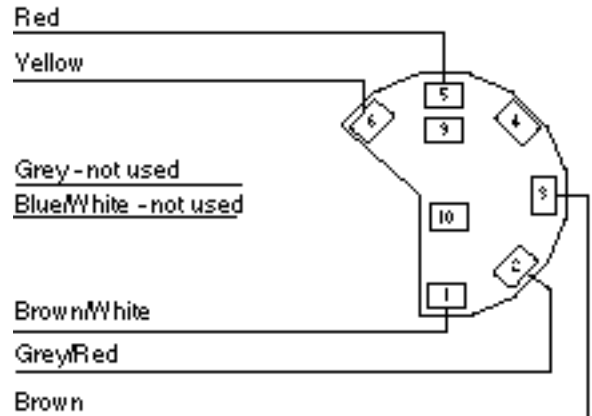 Red
Yellow
5
6
4
9
Grey - not used
3
Blue/White - not used
10
2
1
Brown/White
Grey/Red
Brown